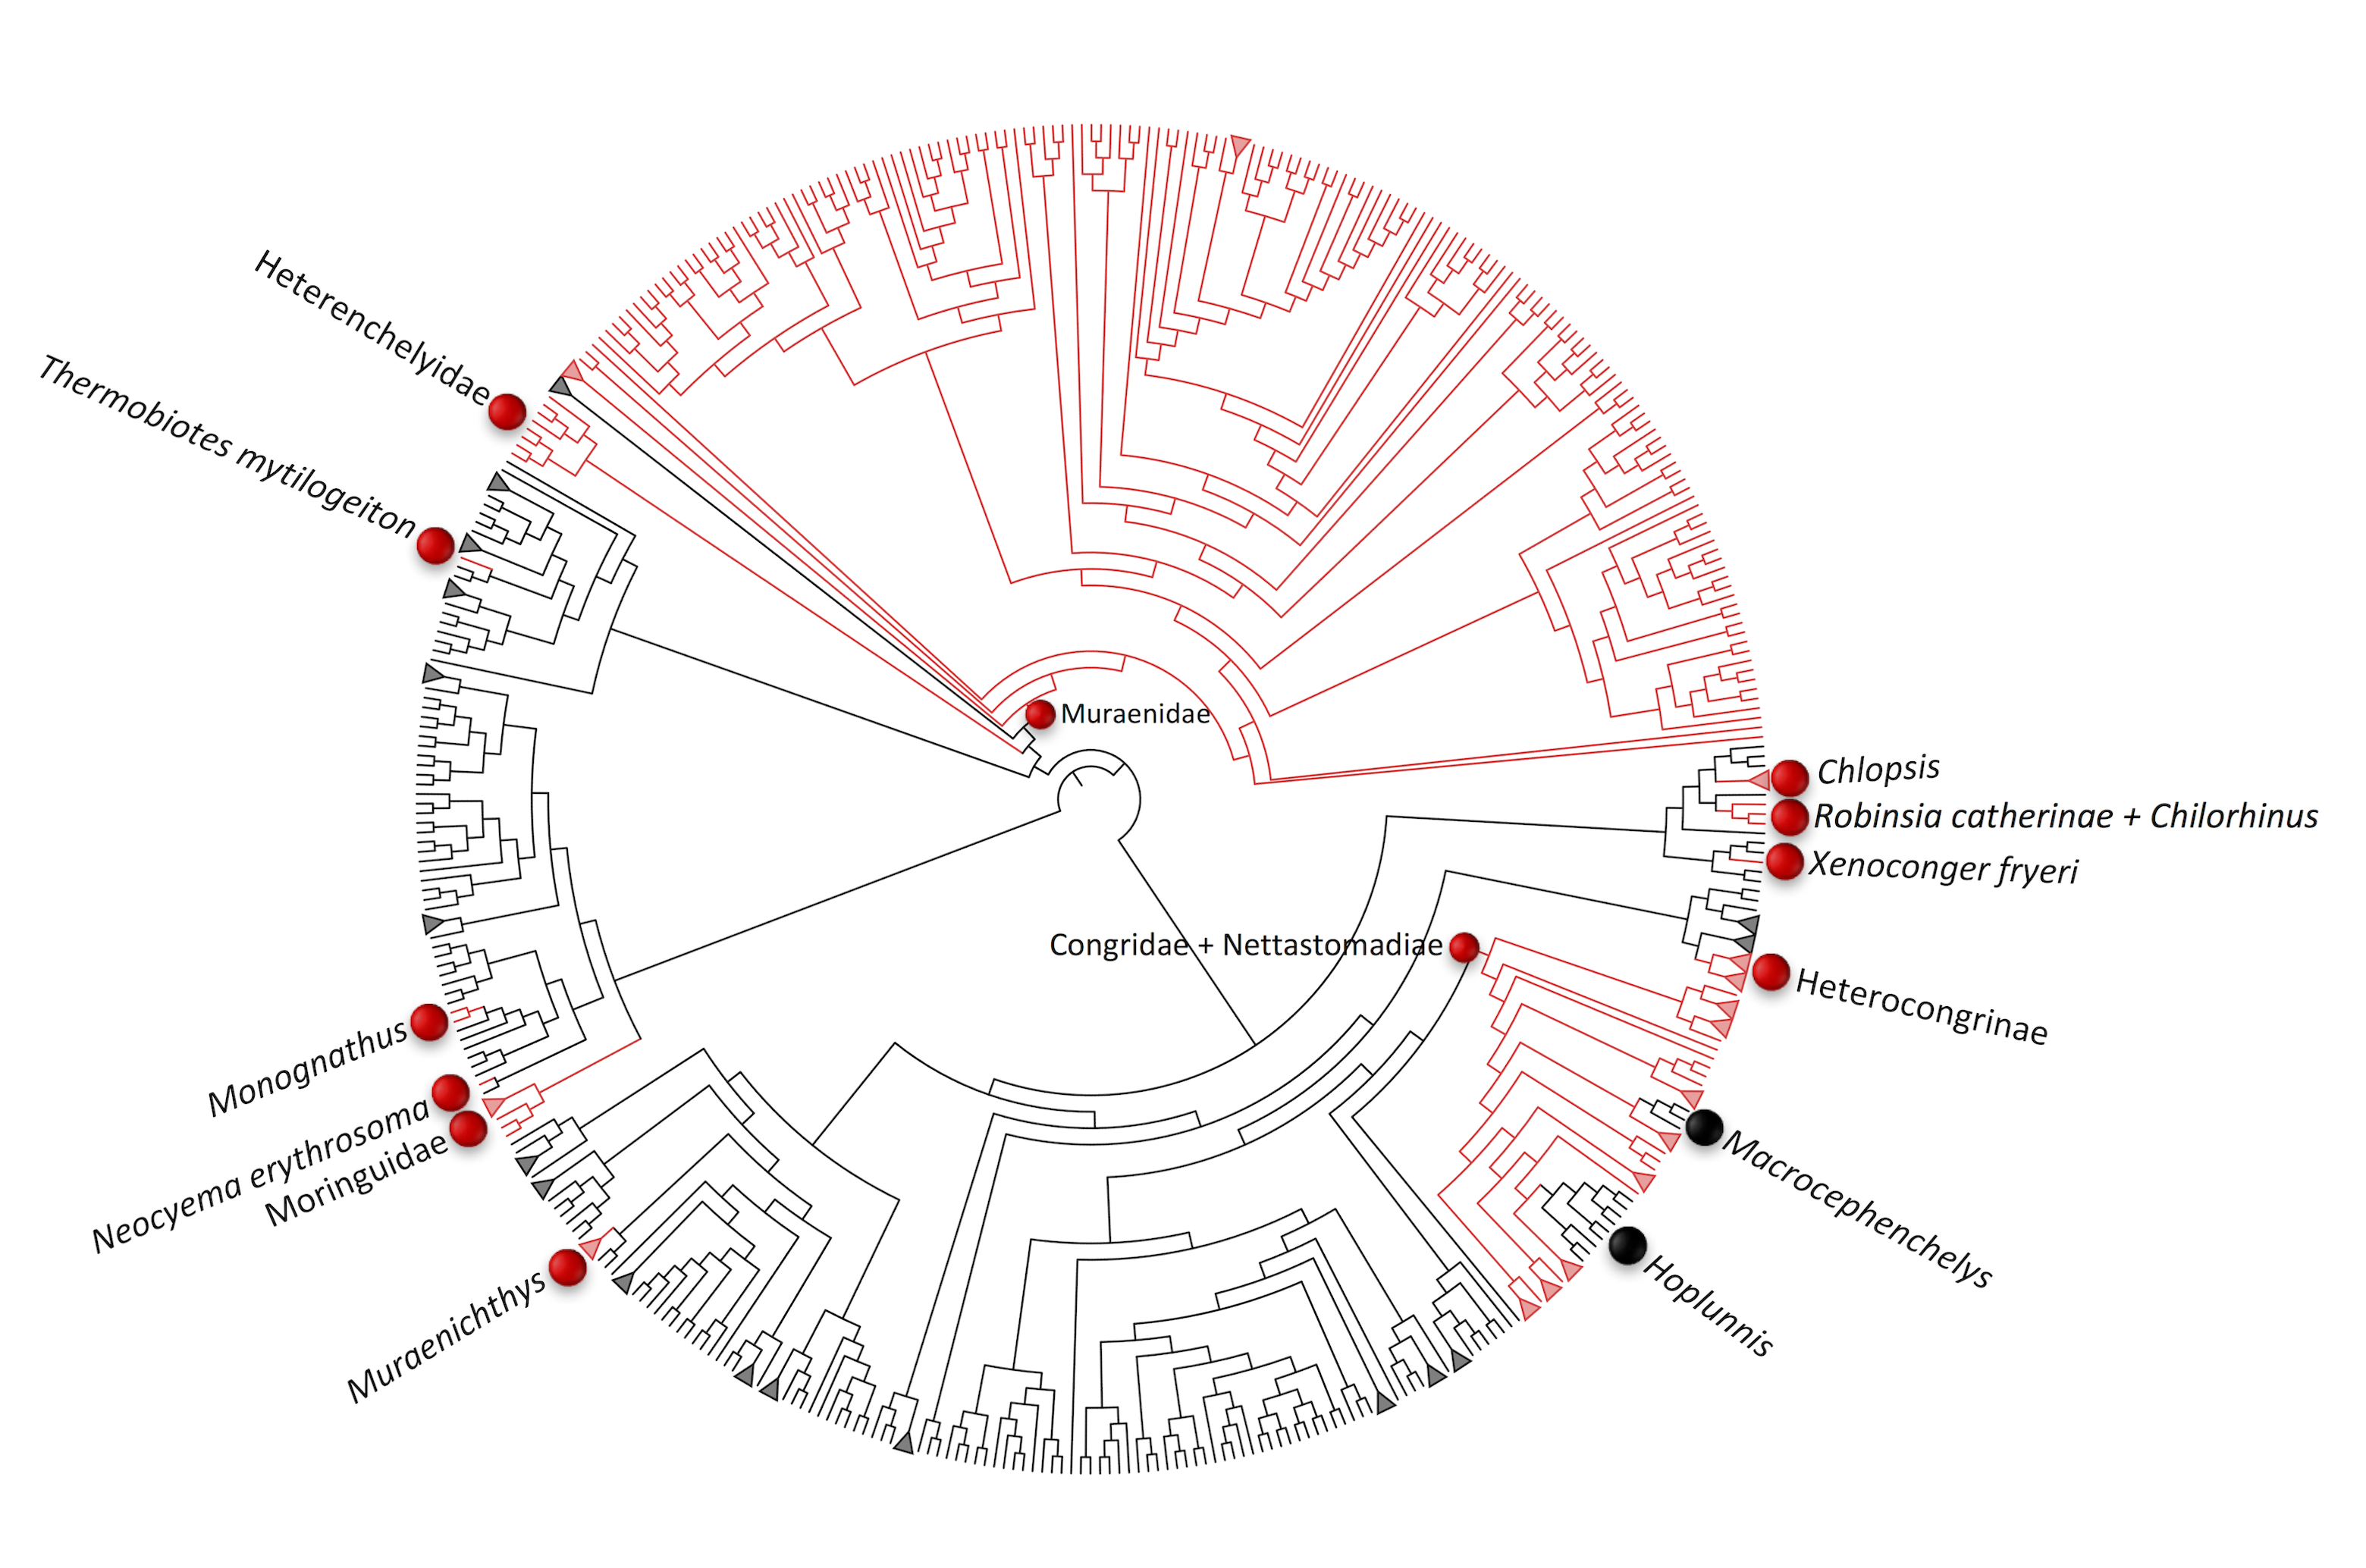 Heterenchelyidae
Thermobiotes mytilogeiton
Muraenidae
Chlopsis
Robinsia catherinae + Chilorhinus
Xenoconger fryeri
Congridae + Nettastomadiae
Heterocongrinae
Monognathus
Neocyema erythrosoma
Moringuidae
Macrocephenchelys
Hoplunnis
Muraenichthys